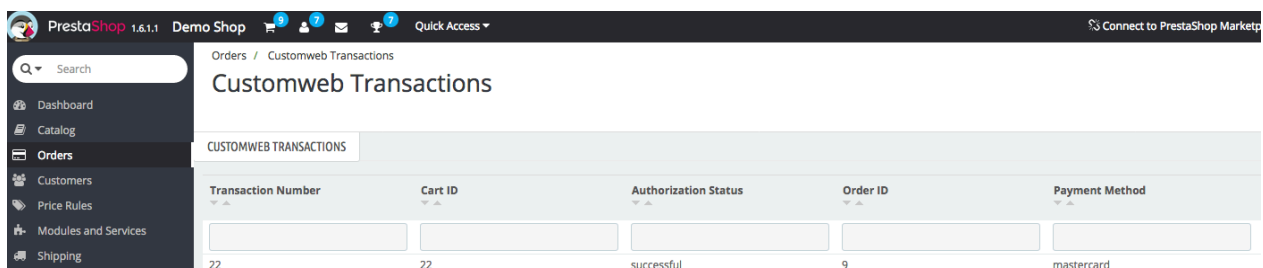 PrestaShop 1.6.1.1 Demo Shop 9 7 7 Quick Access Connect to PrestaShop Marketp
Search
Dashboard
Catalog
Orders
Customers
Price Rules
Modules and Services
Shipping
Orders / Customweb Transactions
Customweb Transactions
CUSTOMWEB TRANSACTIONS
Transaction Number Cart ID Authorization Status Order ID Payment Method
22 22 successful 9 mastercard